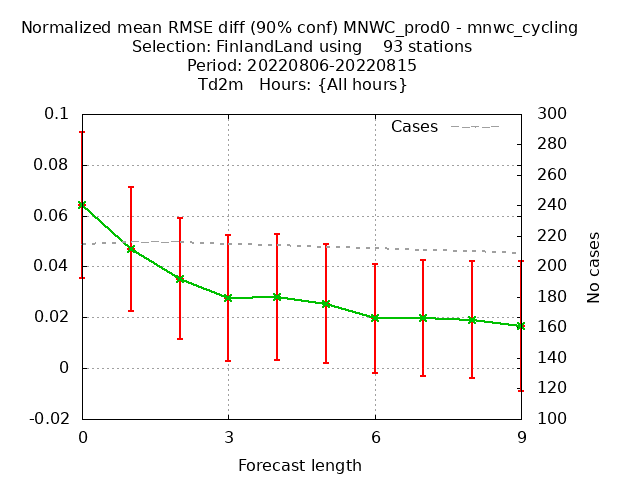 Normalized mean RMSE diff (90% conf) MNWC_prod0 - mnwc_cycling
Selection: FinlandLand using    93 stations
Period: 20220806-20220815
Td2m   Hours: {All hours}
0.1
0.08
0.06
0.04
0.02
0
-0.02
Cases
300
280
260
240
220
200
180
160
140
120
100
No cases
0 3 6 9
Forecast length